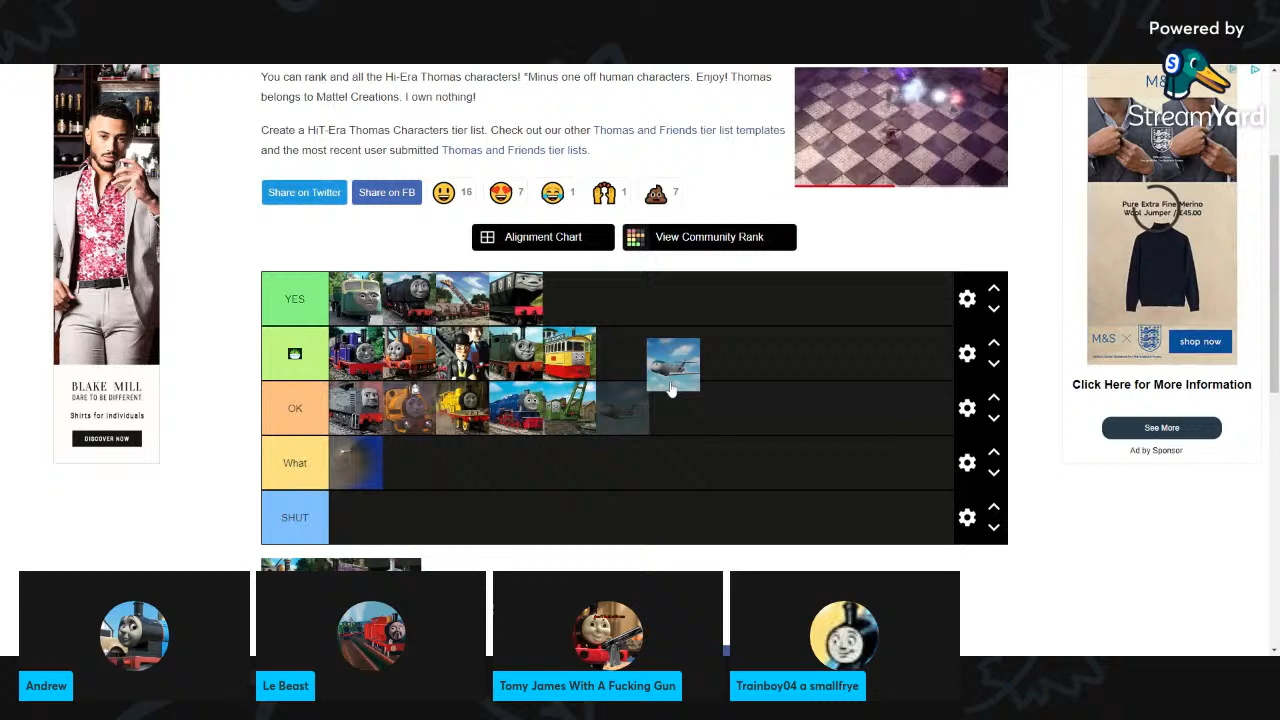 Powered by
StreamYard
You can rank and all the Hi-Era Thomas characters! *Minus one off human characters. Enjoy! Thomas
belongs to Mattel Creations. I own nothing!
Create a HiT-Era Thomas Characters tier list. Check out our other Thomas and Friends tier list templates
and the most recent user submitted Thomas and Friends tier lists.
Share on Twitter
Share on FB
16
7
1
1
7
Alignment Chart
View Community Rank
YES
OK
What
SHUT
BLAKE MILL
DARE TO BE DIFFERENT
Shirts for Individuals
DISCOVER NOW
Pure Extra Fine Merino
Wool Jumper / £45.00
M&S
shop now
Click Here for More Information
See More
Ad by Sponsor
Andrew
Le Beast
Tomy James With A Fucking Gun
Trainboy04 a smallfrye